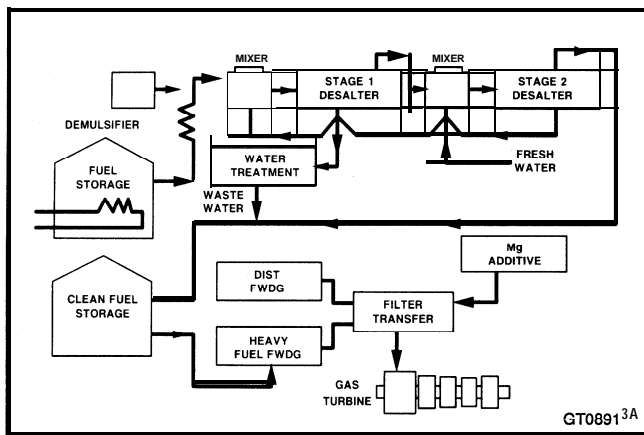 MIXER
MIXER
STAGE 1
DESALTER
STAGE 2
DESALTER
DEMULSIFIER
FUEL
STORAGE
WATER
TREATMENT
FRESH
WATER
WASTE
WATER
Mg
ADDITIVE
DIST
FWDG
CLEAN FUEL
STORAGE
FILTER
TRANSFER
HEAVY
FUEL FWDG
GAS
TURBINE
GT0891 3A